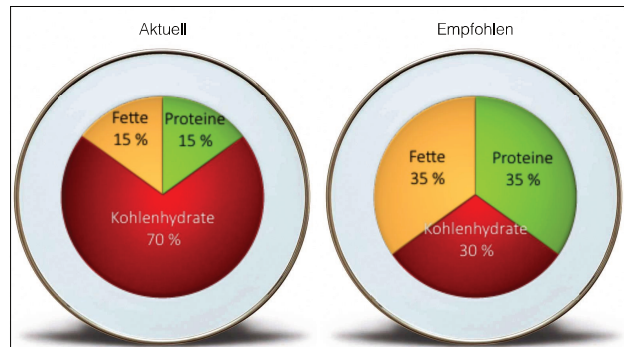 Aktuell
Fette
15 %
Proteine
15 %
Kohlenhydrate
70 %
Empfohlen
Fette
35 %
Proteine
35 %
Kohlenhydrate
30 %